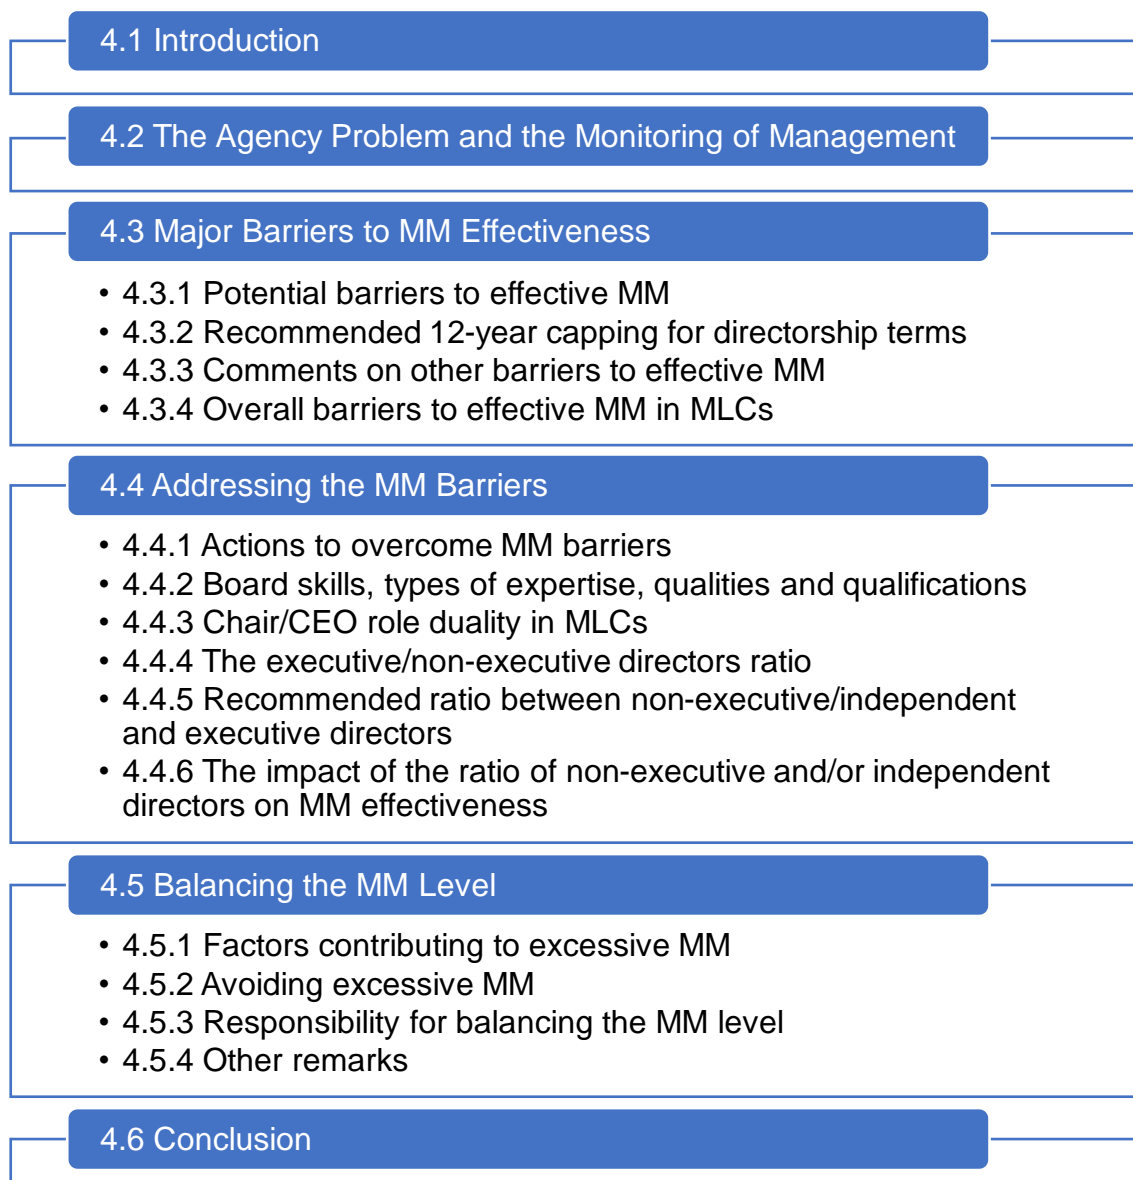 4.1 Introduction
4.2 The Agency Problem and the Monitoring of Management
4.3 Major Barriers to MM Effectiveness
• 4.3.1 Potential barriers to effective MM
• 4.3.2 Recommended 12-year capping for directorship terms
• 4.3.3 Comments on other barriers to effective MM
• 4.3.4 Overall barriers to effective MM in MLCs
4.4 Addressing the MM Barriers
• 4.4.1 Actions to overcome MM barriers
• 4.4.2 Board skills, types of expertise, qualities and qualifications
• 4.4.3 Chair/CEO role duality in MLCs
• 4.4.4 The executive/non-executive directors ratio
• 4.4.5 Recommended ratio between non-executive/independent
and executive directors
• 4.4.6 The impact of the ratio of non-executive and/or independent
directors on MM effectiveness
4.5 Balancing the MM Level
• 4.5.1 Factors contributing to excessive MM
• 4.5.2 Avoiding excessive MM
• 4.5.3 Responsibility for balancing the MM level
• 4.5.4 Other remarks
4.6 Conclusion